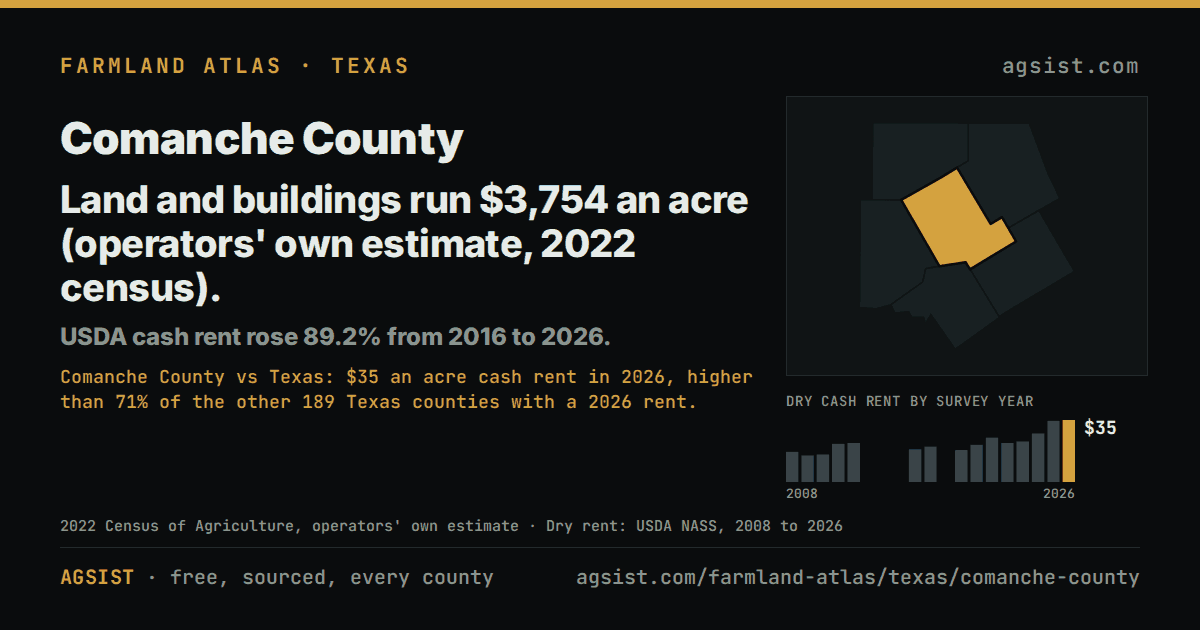 FARMLAND ATLAS · TEXAS
agsist.com
Comanche County
Land and buildings run $3,754 an acre
(operators' own estimate, 2022
census).
USDA cash rent rose 89.2% from 2016 to 2026.
Comanche County vs Texas: $35 an acre cash rent in 2026, higher
than 71% of the other 189 Texas counties with a 2026 rent.
DRY CASH RENT BY SURVEY YEAR
$35
2008
2026
2022 Census of Agriculture, operators' own estimate · Dry rent: USDA NASS, 2008 to 2026
AGSIST · free, sourced, every county
agsist.com/farmland-atlas/texas/comanche-county